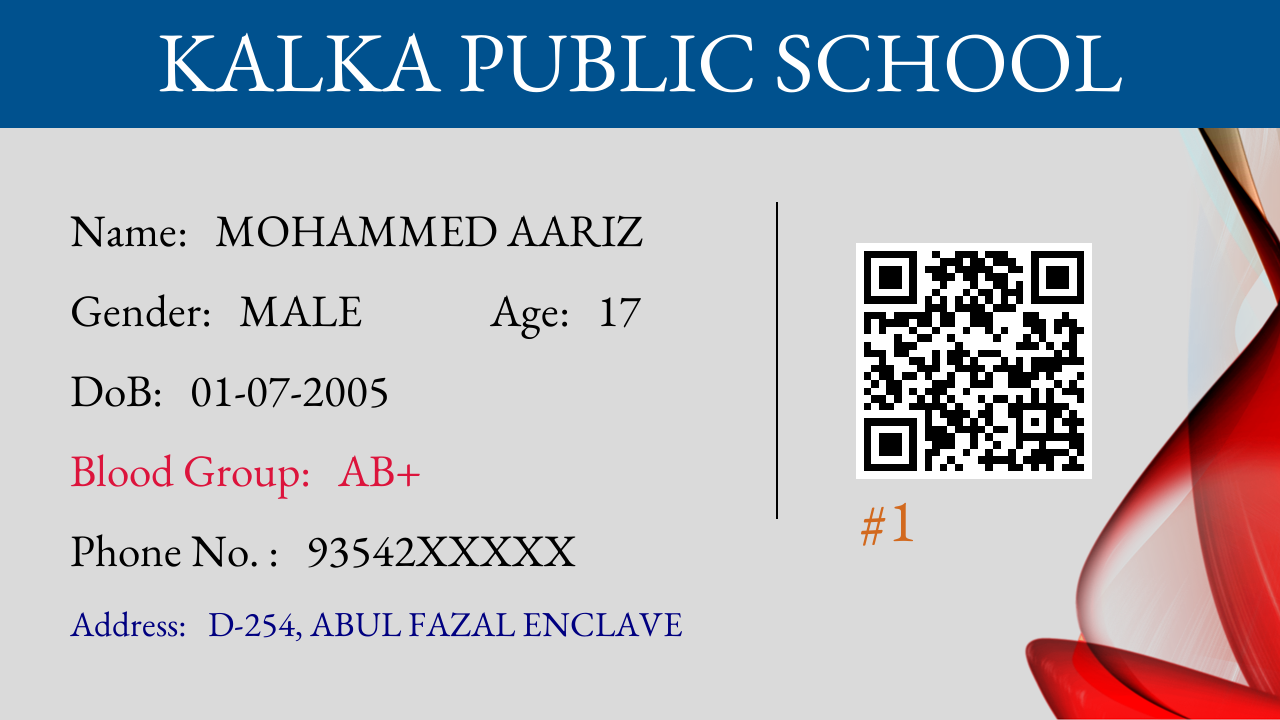 KALKA PUBLIC SCHOOL
Name: MOHAMMED AARIZ
Gender: MALE Age: 17
DoB: 01-07-2005
Blood Group: AB+
Phone No. : 93542XXXXX
Address: D-254, ABUL FAZAL ENCLAVE
#1